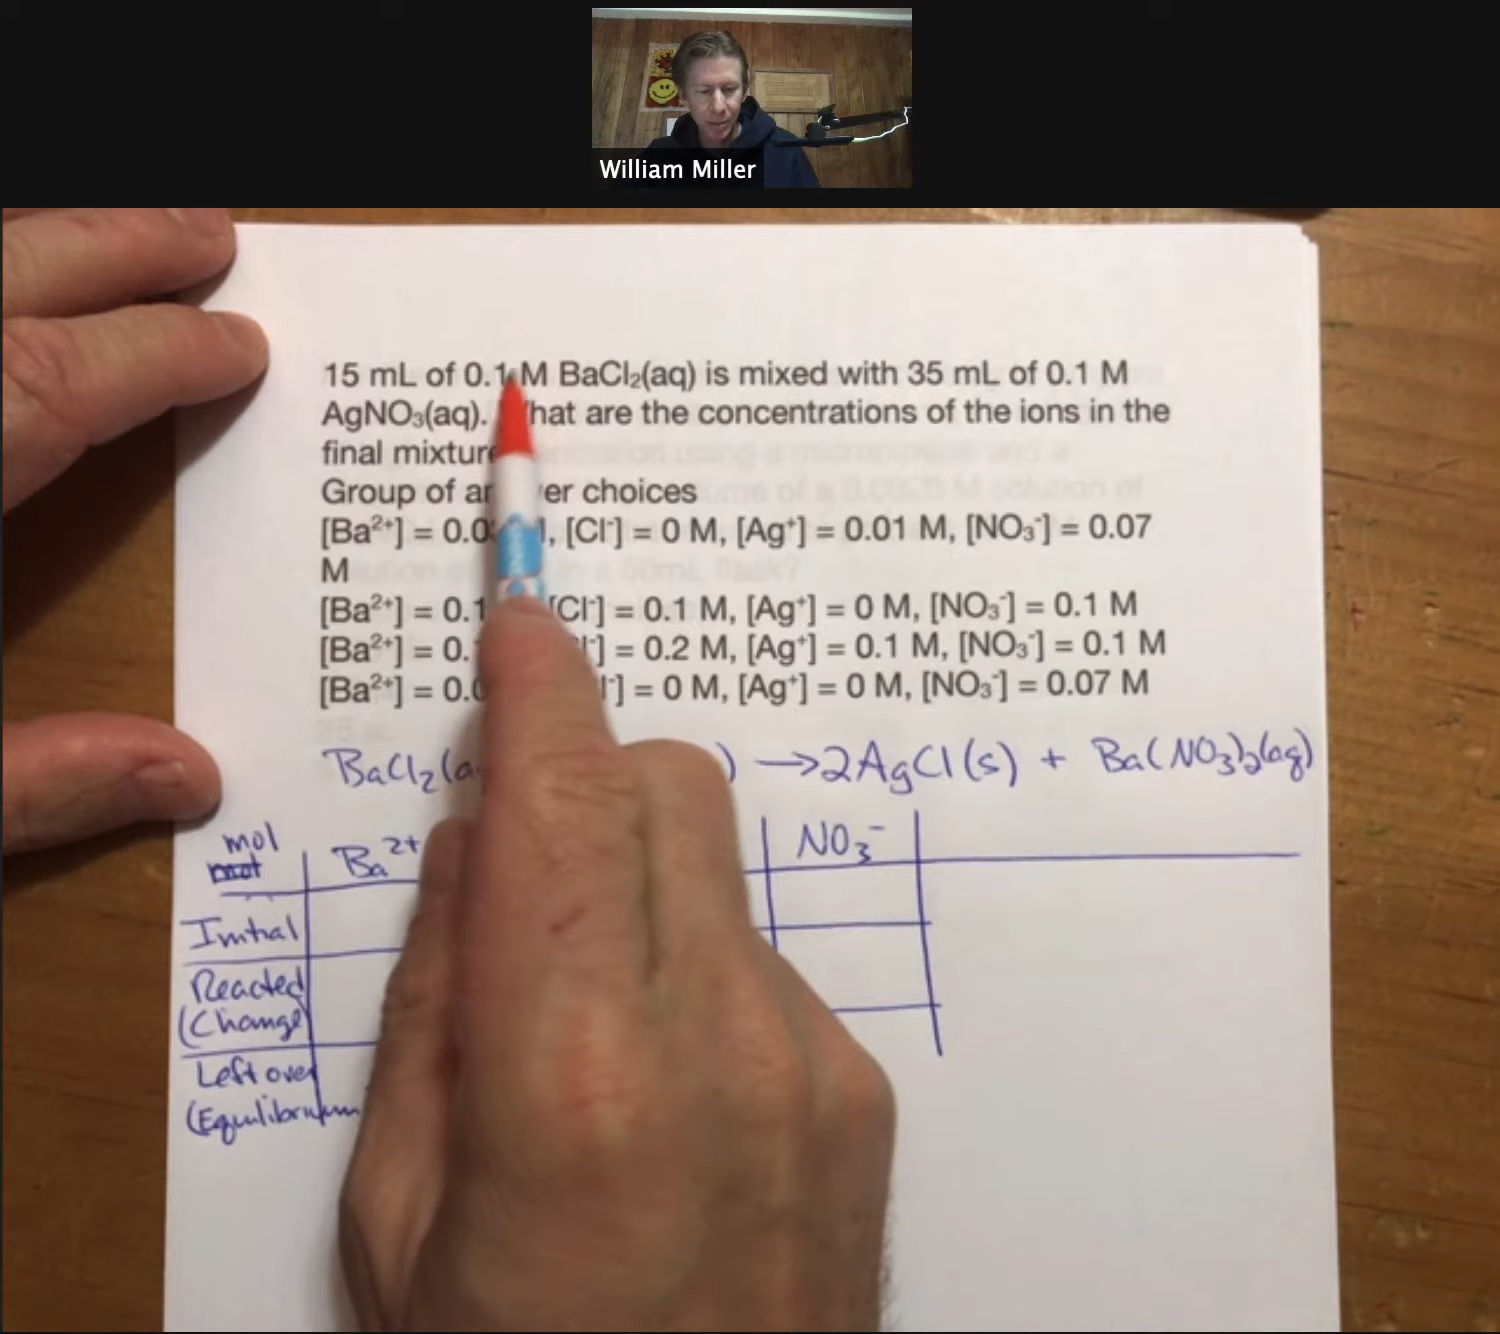 William Miller
15 mL of 0.1 M BaCl₂(aq) is mixed with 35 mL of 0.1 M
AgNO₃(aq). hat are the concentrations of the ions in the
final mixture
Group of an er choices
[Ba²⁺] = 0.0 , [Cl⁻] = 0 M, [Ag⁺] = 0.01 M, [NO₃⁻] = 0.07
M
[Ba²⁺] = 0.1 [Cl⁻] = 0.1 M, [Ag⁺] = 0 M, [NO₃⁻] = 0.1 M
[Ba²⁺] = 0. ] = 0.2 M, [Ag⁺] = 0.1 M, [NO₃⁻] = 0.1 M
[Ba²⁺] = 0.0 ] = 0 M, [Ag⁺] = 0 M, [NO₃⁻] = 0.07 M
BaCl₂(a ) → 2AgCl(s) + Ba(NO₃)₂(aq)
mol
Ba²⁺ NO₃⁻
Initial
Reacted
(Change
Left over
(Equilibrium